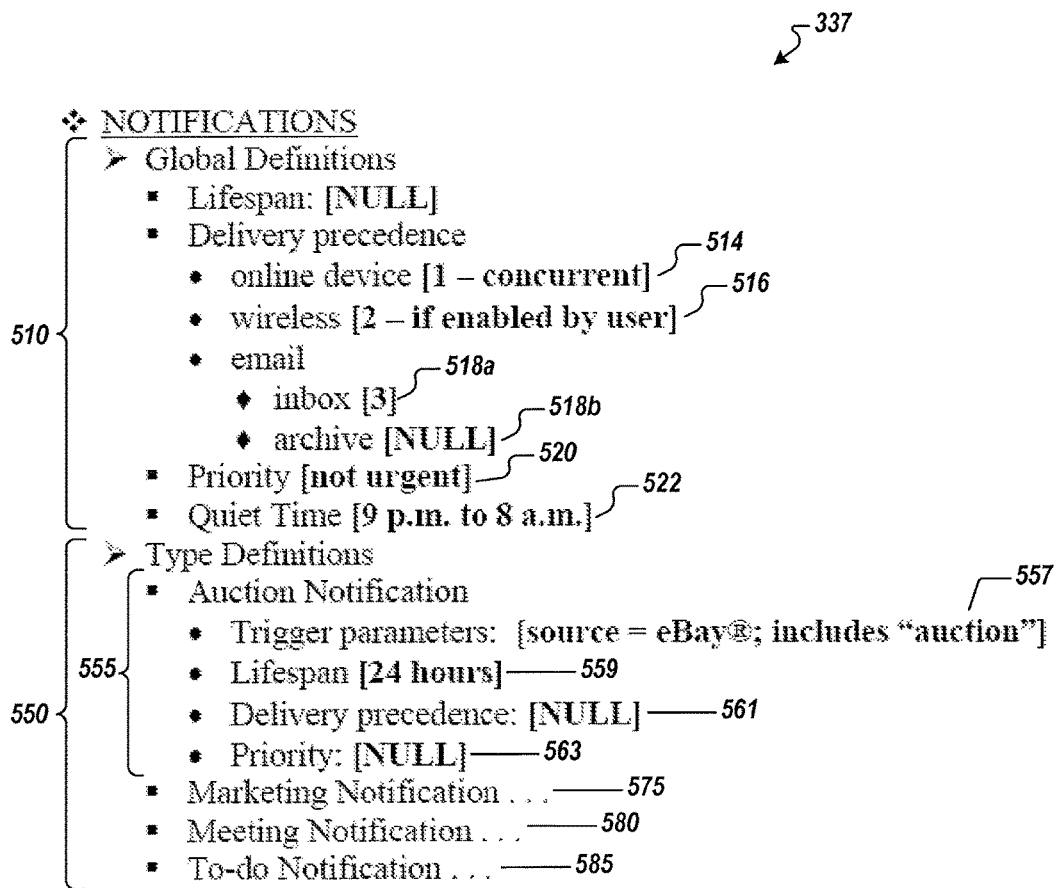 337
❖ NOTIFICATIONS
➢ Global Definitions
▪ Lifespan: [NULL]
▪ Delivery precedence
• online device [1 – concurrent] 514
• wireless [2 – if enabled by user] 516
510
• email
♦ inbox [3] 518a
♦ archive [NULL] 518b
▪ Priority [not urgent] 520
▪ Quiet Time [9 p.m. to 8 a.m.] 522
➢ Type Definitions
▪ Auction Notification
557
• Trigger parameters: [source = eBay®; includes “auction”]
555 • Lifespan [24 hours] 559
550 • Delivery precedence: [NULL] 561
• Priority: [NULL] 563
▪ Marketing Notification . . . 575
▪ Meeting Notification . . . 580
▪ To-do Notification . . . 585